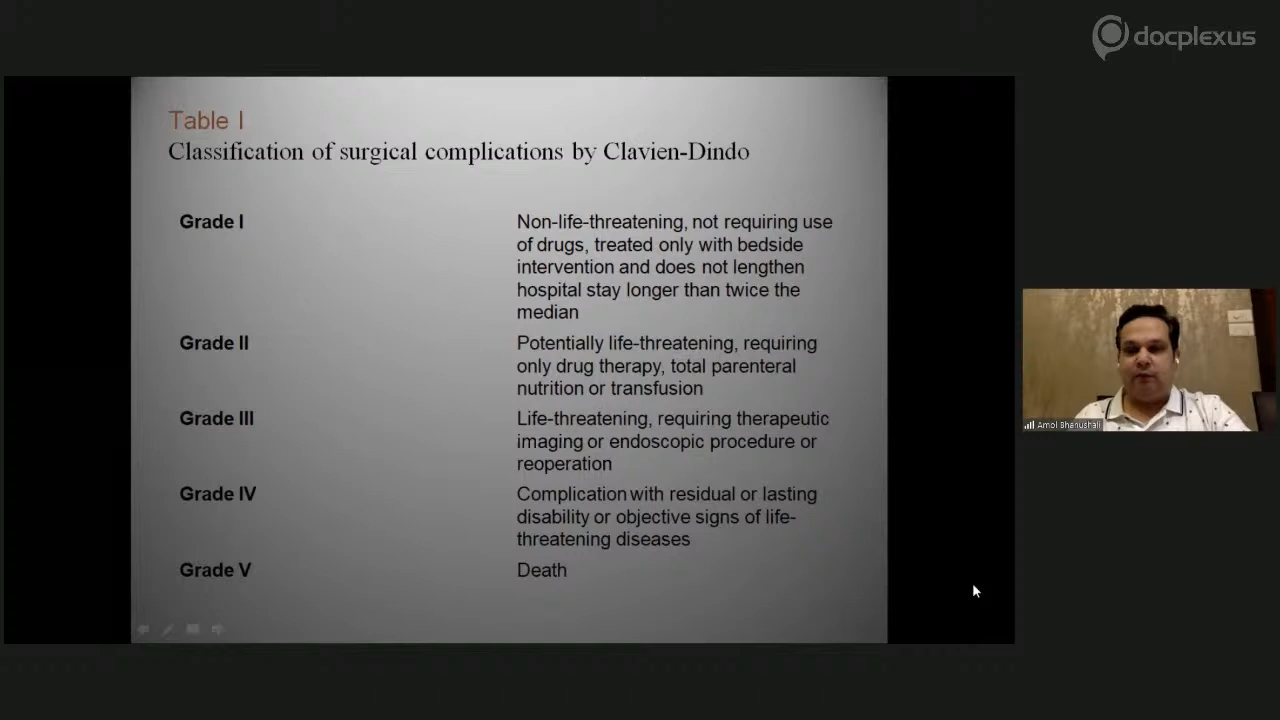 docplexus
Table I
Classification of surgical complications by Clavien-Dindo
Grade I
Non-life-threatening, not requiring use
of drugs, treated only with bedside
intervention and does not lengthen
hospital stay longer than twice the
median
Grade II
Potentially life-threatening, requiring
only drug therapy, total parenteral
nutrition or transfusion
Grade III
Life-threatening, requiring therapeutic
imaging or endoscopic procedure or
reoperation
Grade IV
Complication with residual or lasting
disability or objective signs of life-
threatening diseases
Grade V
Death
Amol Bhanushali